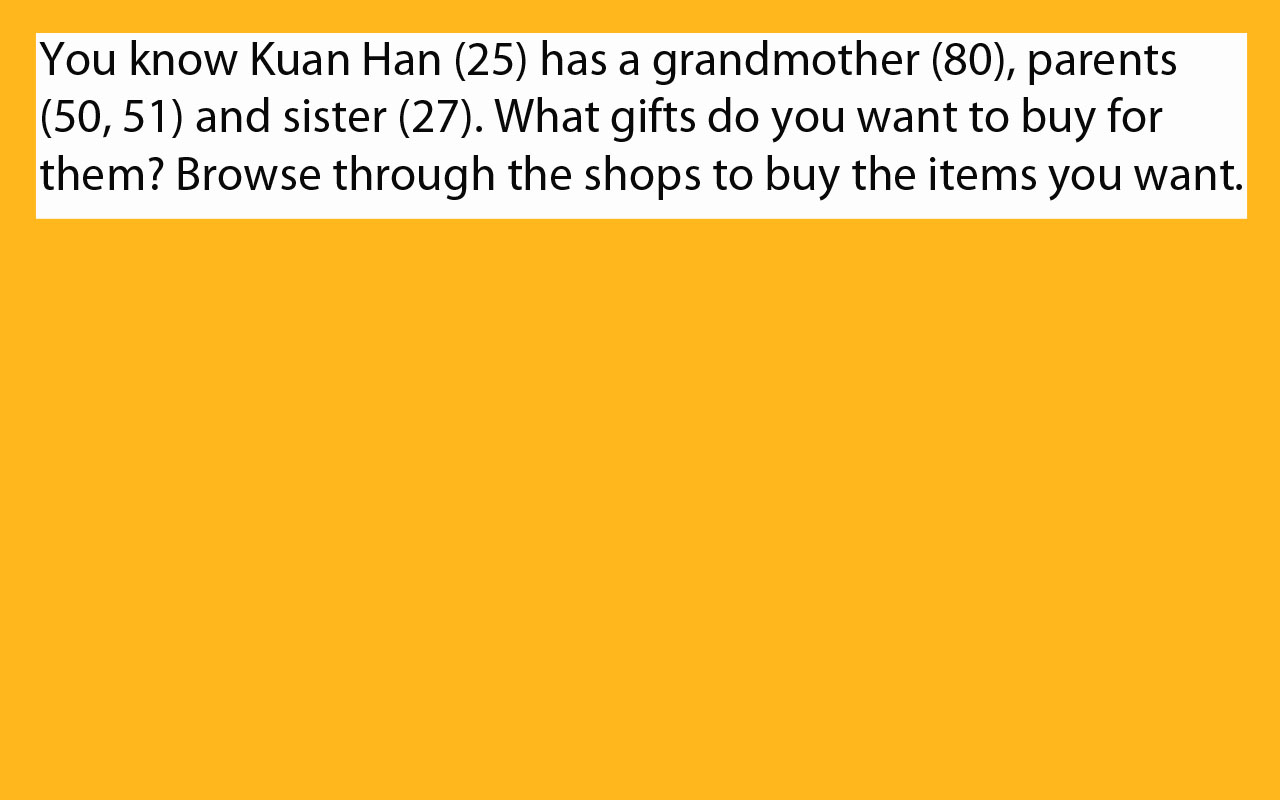 You know Kuan Han (25) has a grandmother (80), parents
(50, 51) and sister (27). What gifts do you want to buy for
them? Browse through the shops to buy the items you want.